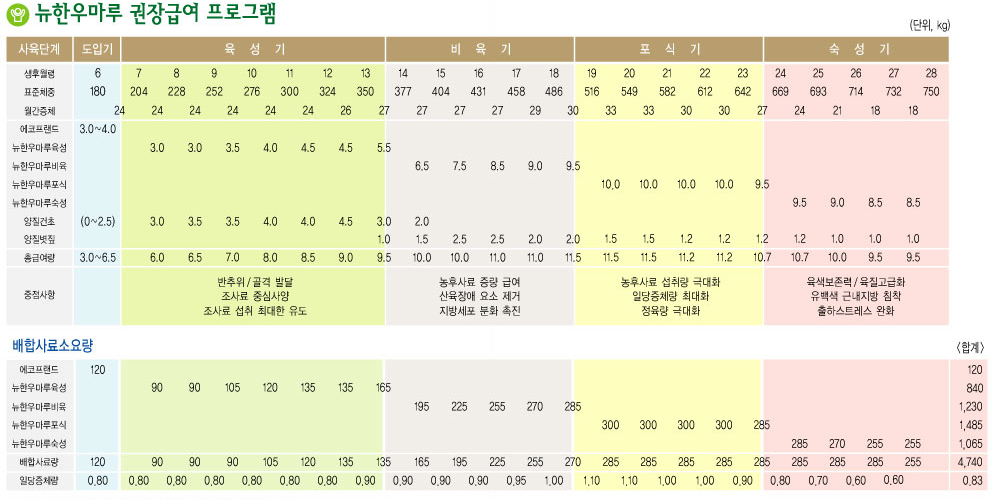 뉴한우마루 권장급여 프로그램
(단위, kg)
사육단계 도입기 육 성 기 비 육 기 포 식 기 숙 성 기
생후월령 6 7 8 9 10 11 12 13 14 15 16 17 18 19 20 21 22 23 24 25 26 27 28
표준체중 180 204 228 252 276 300 324 350 377 404 431 458 486 516 549 582 612 642 669 693 714 732 750
월간증체 24 24 24 24 24 24 26 27 27 27 27 29 30 33 33 30 30 27 24 21 18 18
에코프랜드 3.0~4.0
뉴한우마루육성 3.0 3.0 3.5 4.0 4.5 4.5 5.5
뉴한우마루비육 6.5 7.5 8.5 9.0 9.5
뉴한우마루포식 10.0 10.0 10.0 10.0 9.5
뉴한우마루숙성 9.5 9.0 8.5 8.5
양질건초 (0~2.5) 3.0 3.5 3.5 4.0 4.0 4.5 3.0 2.0
양질볏짚 1.0 1.5 2.5 2.5 2.0 2.0 1.5 1.5 1.2 1.2 1.2 1.2 1.0 1.0 1.0
총급여량 3.0~6.5 6.0 6.5 7.0 8.0 8.5 9.0 9.5 10.0 10.0 11.0 11.0 11.5 11.5 11.5 11.2 11.2 10.7 10.7 10.0 9.5 9.5
중점사항
반추위/골격 발달
조사료 중심사양
조사료 섭취 최대한 유도
농후사료 증량 급여
산육장애 요소 제거
지방세포 분화 촉진
농후사료 섭취량 극대화
일당증체량 최대화
정육량 극대화
육색보존력/육질고급화
유백색 근내지방 침착
출하스트레스 완화
배합사료소요량
<합계>
에코프랜드 120 120
뉴한우마루육성 90 90 105 120 135 135 165 840
뉴한우마루비육 195 225 255 270 285 1,230
뉴한우마루포식 300 300 300 300 285 1,485
뉴한우마루숙성 285 270 255 255 1,065
배합사료량 120 90 90 90 105 120 135 135 165 195 225 255 270 285 285 285 285 285 285 285 285 255 4,740
일당증체량 0.80 0.80 0.80 0.80 0.80 0.80 0.80 0.90 0.90 0.90 0.90 0.95 1.00 1.10 1.10 1.00 1.00 0.90 0.80 0.70 0.60 0.60 0.83